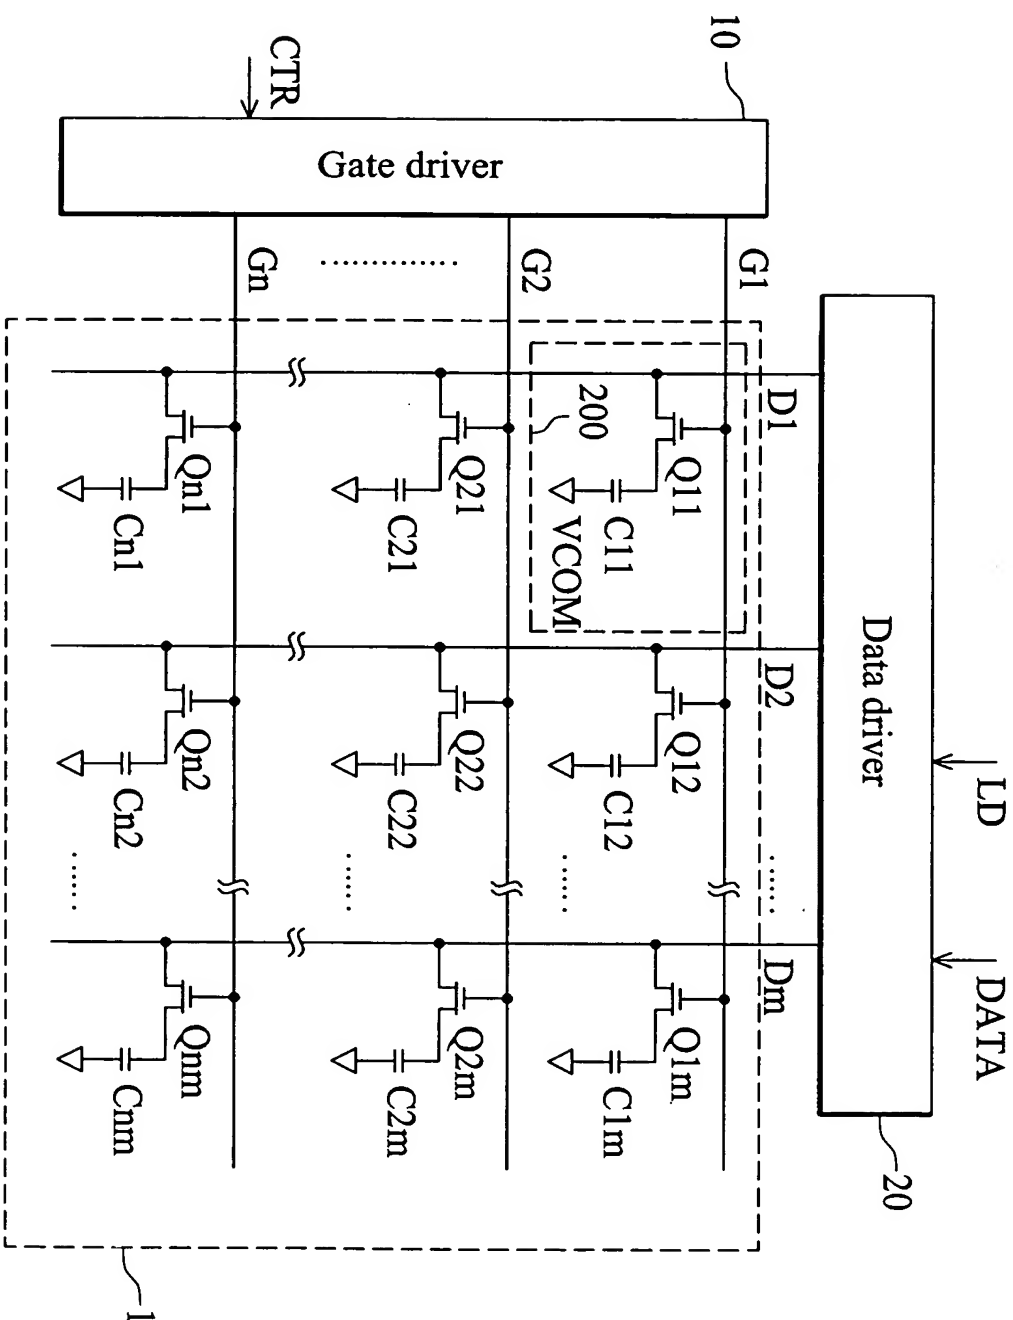 LD
DATA
Data driver
20
10
D1
D2
......
Dm
CTR
Gate driver
G1
Q11
C11
VCOM
200
Q12
C12
......
Q1m
C1m
G2
Q21
C21
Q22
C22
......
Q2m
C2m
..............
Gn
Qn1
Cn1
Qn2
Cn2
......
Qnm
Cnm
1